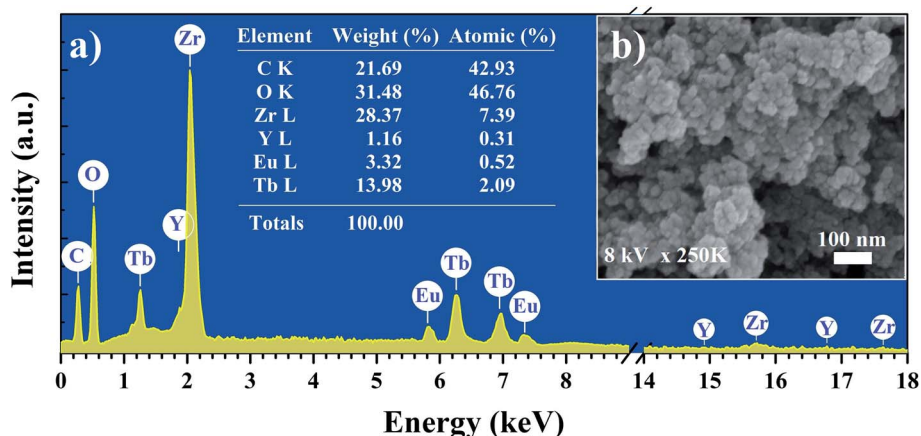 a)
Zr
Element Weight (%) Atomic (%)
C K 21.69 42.93
O K 31.48 46.76
Zr L 28.37 7.39
Y L 1.16 0.31
Eu L 3.32 0.52
Tb L 13.98 2.09
Totals 100.00
b)
8 kV x 250K
100 nm
Intensity (a.u.)
O
Y
C
Tb
Eu
Tb
Tb
Eu
Y
Zr
Y
Zr
0 1 2 3 4 5 6 7 8 14 15 16 17 18
Energy (keV)